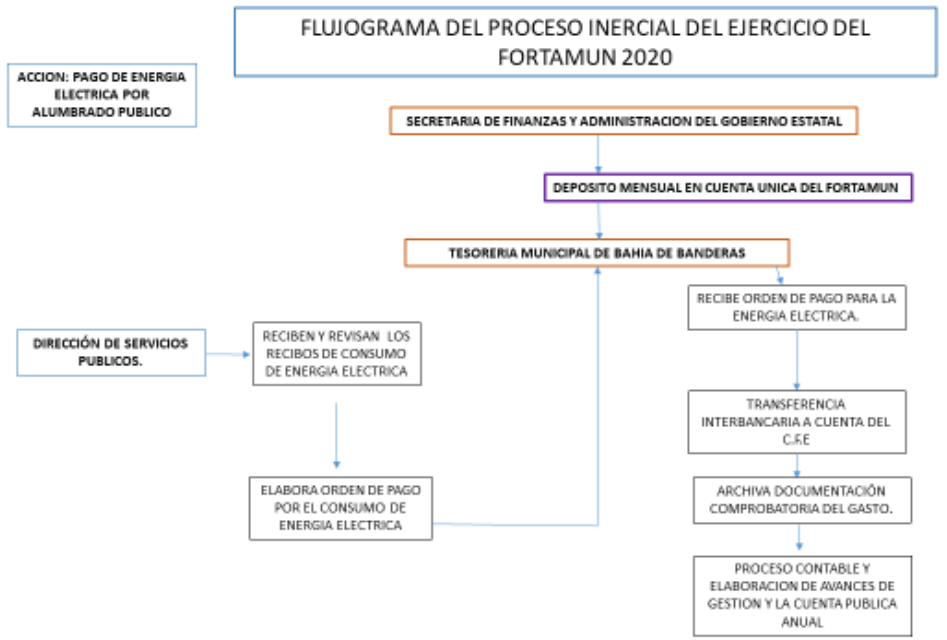 FLUJOGRAMA DEL PROCESO INERCIAL DEL EJERCICIO DEL
FORTAMUN 2020
ACCION: PAGO DE ENERGIA
ELECTRICA POR
ALUMBRADO PUBLICO
SECRETARIA DE FINANZAS Y ADMINISTRACION DEL GOBIERNO ESTATAL
DEPOSITO MENSUAL EN CUENTA UNICA DEL FORTAMUN
TESORERIA MUNICIPAL DE BAHIA DE BANDERAS
RECIBE ORDEN DE PAGO PARA LA
ENERGIA ELECTRICA.
DIRECCIÓN DE SERVICIOS
PUBLICOS.
RECIBEN Y REVISAN LOS
RECIBOS DE CONSUMO
DE ENERGIA ELECTRICA
TRANSFERENCIA
INTERBANCARIA A CUENTA DEL
C.F.E
ELABORA ORDEN DE PAGO
POR EL CONSUMO DE
ENERGIA ELECTRICA
ARCHIVA DOCUMENTACIÓN
COMPROBATORIA DEL GASTO.
PROCESO CONTABLE Y
ELABORACION DE AVANCES DE
GESTION Y LA CUENTA PUBLICA
ANUAL